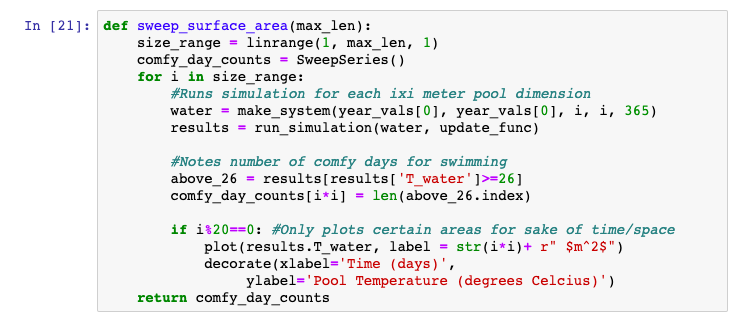 In [21]: def sweep_surface_area(max_len):
    size_range = linrange(1, max_len, 1)
    comfy_day_counts = SweepSeries()
    for i in size_range:
        #Runs simulation for each ixi meter pool dimension
        water = make_system(year_vals[0], year_vals[0], i, i, 365)
        results = run_simulation(water, update_func)

        #Notes number of comfy days for swimming
        above_26 = results[results['T_water']>=26]
        comfy_day_counts[i*i] = len(above_26.index)

        if i%20==0: #Only plots certain areas for sake of time/space
            plot(results.T_water, label = str(i*i)+ r" $m^2$")
            decorate(xlabel='Time (days)',
                 ylabel='Pool Temperature (degrees Celcius)')
    return comfy_day_counts